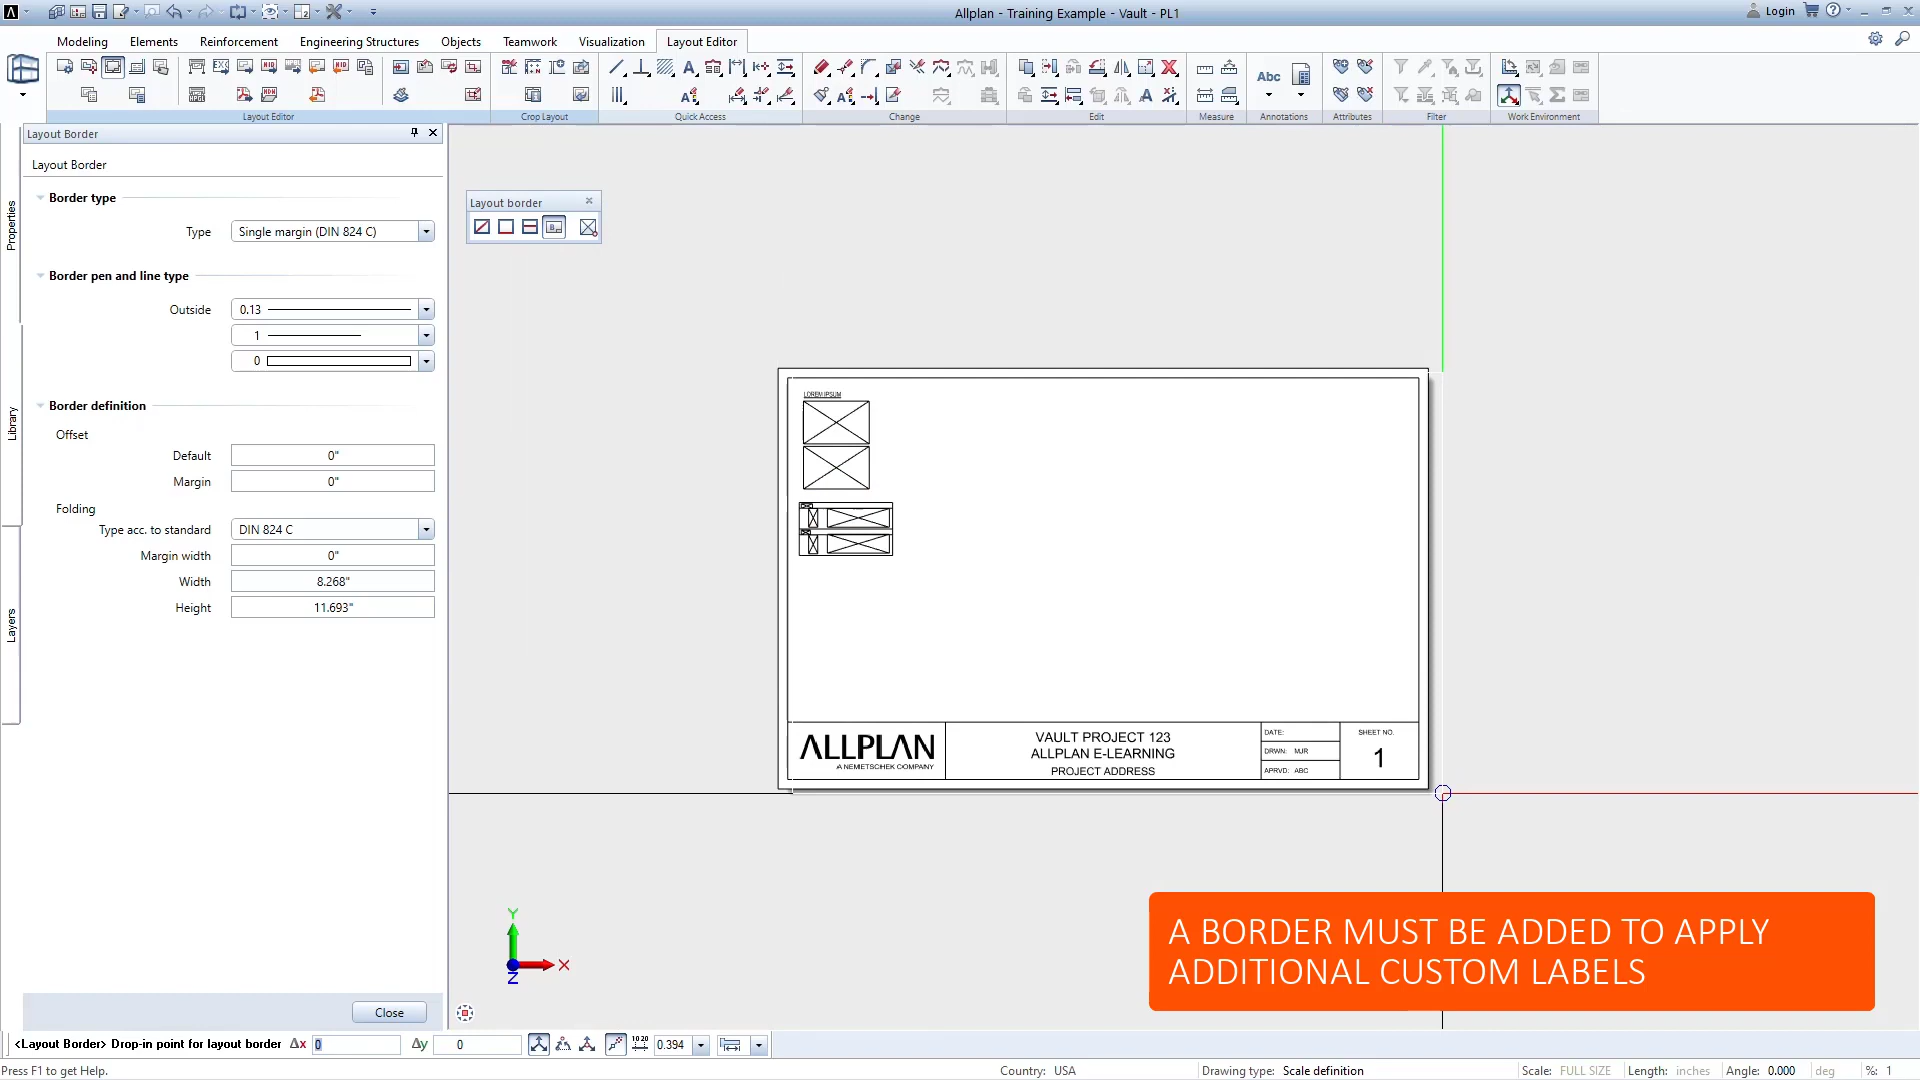 Allplan - Training Example - Vault - PL1
Login
Modeling
Elements
Reinforcement
Engineering Structures
Objects
Teamwork
Visualization
Layout Editor
Abc
Layout Editor
Crop Layout
Quick Access
Change
Edit
Measure
Annotations
Attributes
Filter
Work Environment
Layout Border
Layout Border
Border type
Type
Single margin (DIN 824 C)
Border pen and line type
Outside
0.13
1
0
Border definition
Offset
Default
0"
Margin
0"
Folding
Type acc. to standard
DIN 824 C
Margin width
0"
Width
8.268"
Height
11.693"
Close
Properties
Library
Layers
Layout border
LOREM IPSUM
ALLPLAN
A NEMETSCHEK COMPANY
VAULT PROJECT 123
ALLPLAN E-LEARNING
PROJECT ADDRESS
DATE:
DRWN: MJR
APRVD: ABC
SHEET NO.
1
Y
X
Z
A BORDER MUST BE ADDED TO APPLY
ADDITIONAL CUSTOM LABELS
<Layout Border> Drop-in point for layout border
Δx
0
Δy
0
0.394
Press F1 to get Help.
Country: USA
Drawing type: Scale definition
Scale: FULL SIZE
Length: inches
Angle: 0.000
deg
%: 1